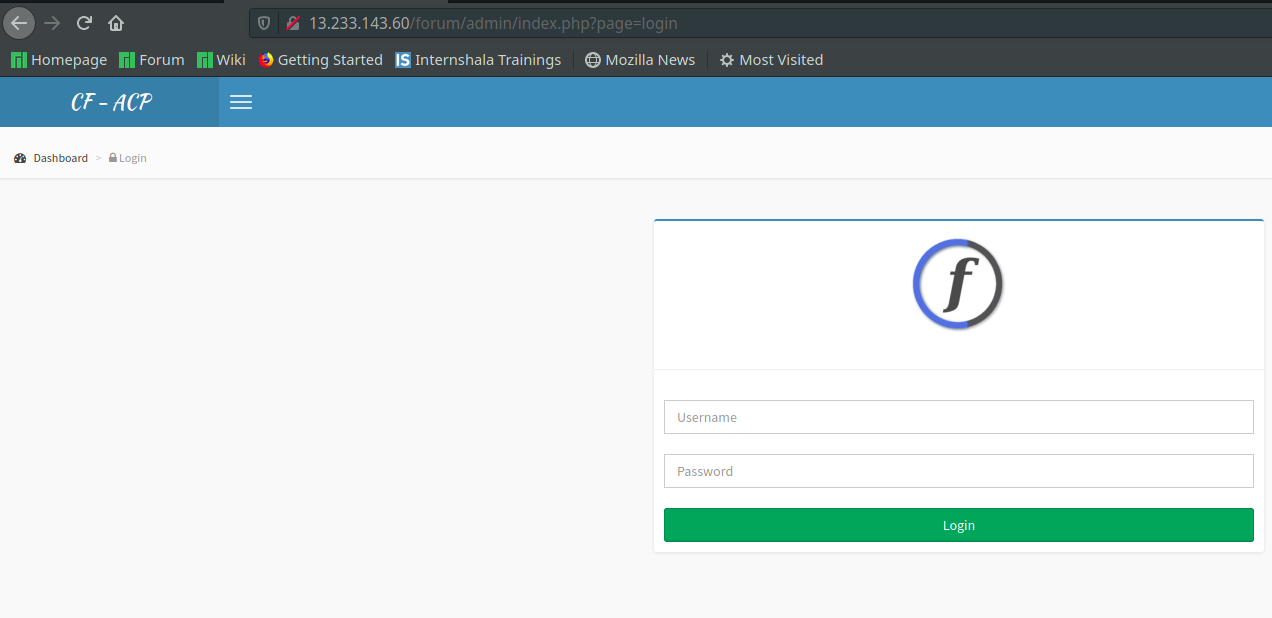 13.233.143.60/forum/admin/index.php?page=login
Homepage Forum Wiki Getting Started IS Internshala Trainings Mozilla News Most Visited
CF - ACP
Dashboard > Login
f
Username
Password
Login